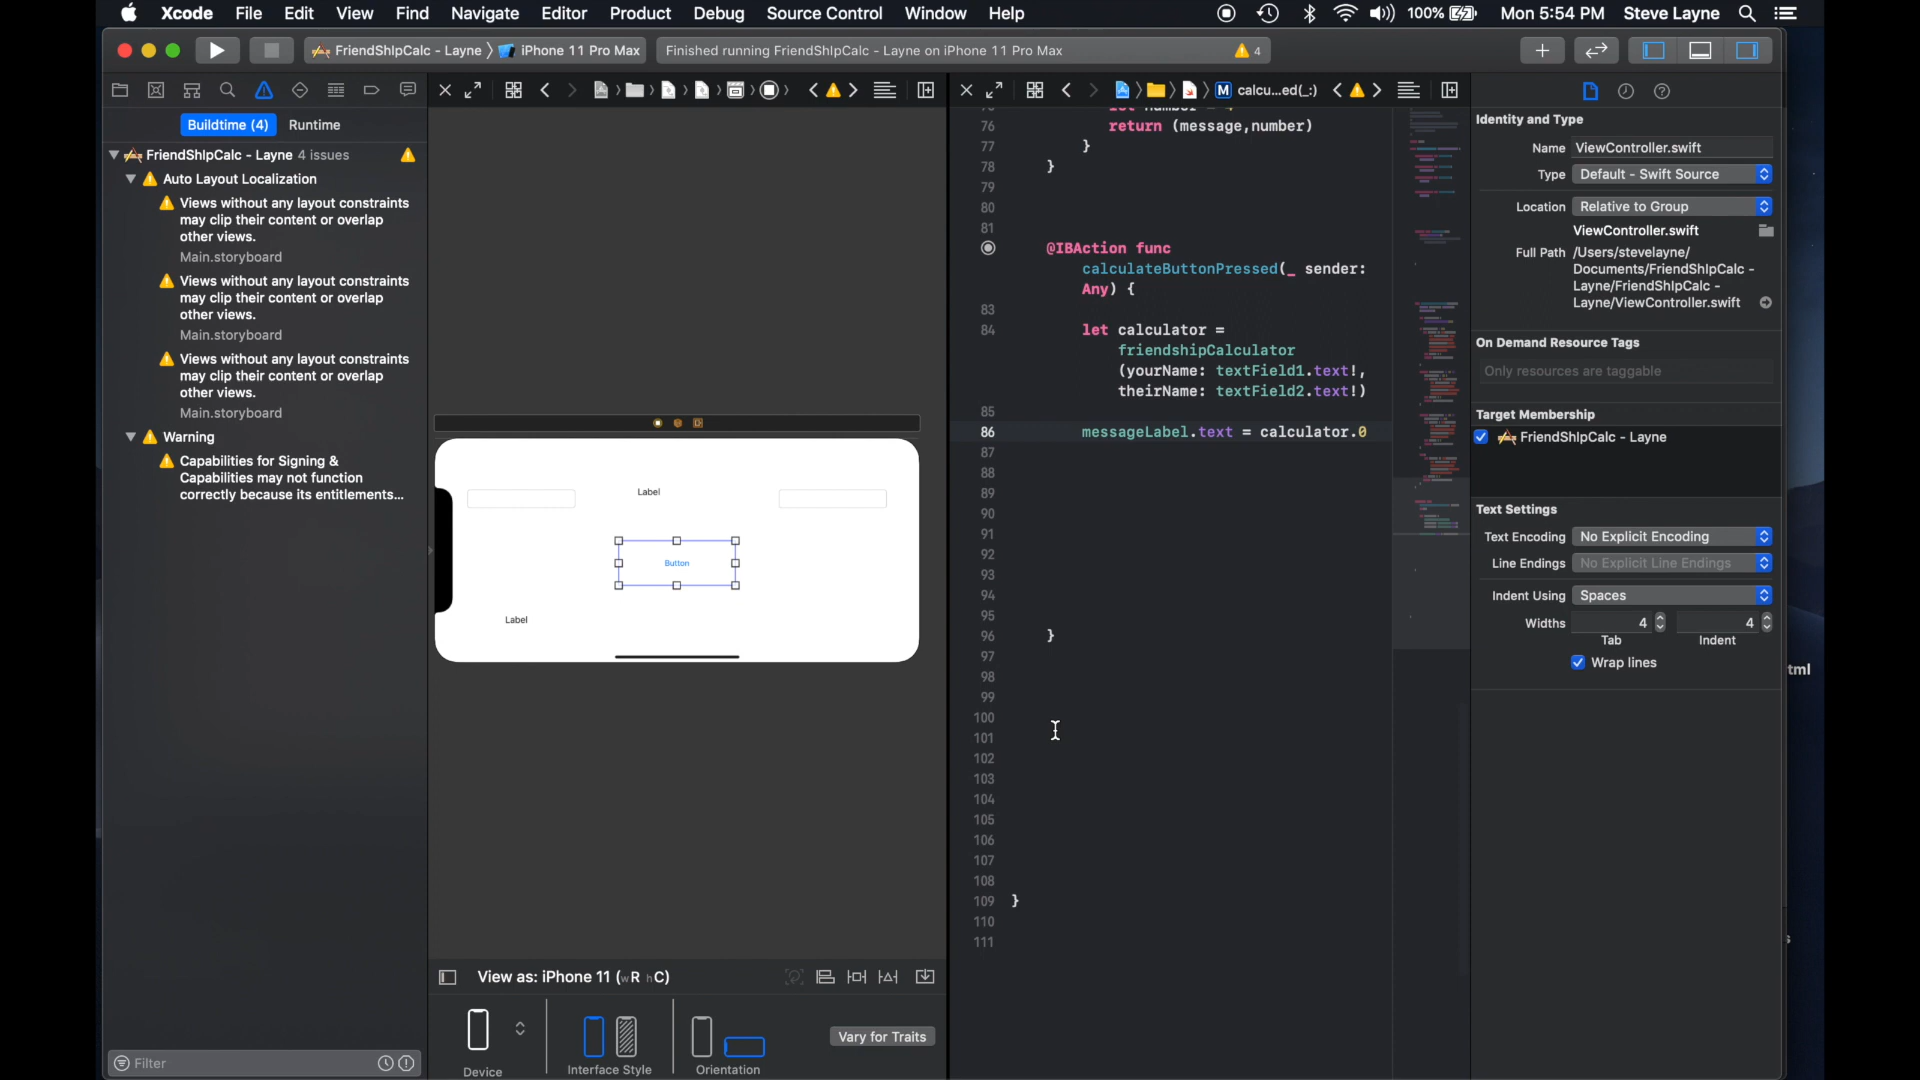 Xcode File Edit View Find Navigate Editor Product Debug Source Control Window Help 100% Mon 5:54 PM Steve Layne
FriendShIpCalc - Layne iPhone 11 Pro Max Finished running FriendShIpCalc - Layne on iPhone 11 Pro Max 4
M calcu...ed(_:)
Buildtime (4) Runtime
FriendShIpCalc - Layne 4 issues
Auto Layout Localization
Views without any layout constraints
may clip their content or overlap
other views.
Main.storyboard
Views without any layout constraints
may clip their content or overlap
other views.
Main.storyboard
Views without any layout constraints
may clip their content or overlap
other views.
Main.storyboard
Warning
Capabilities for Signing &
Capabilities may not function
correctly because its entitlements...
Filter
Label
Button
Label
View as: iPhone 11 (wR hC)
Vary for Traits
Device Interface Style Orientation
76 return (message,number)
77 }
78 }
79
80
81
@IBAction func
calculateButtonPressed(_ sender:
Any) {
83
84 let calculator =
friendshipCalculator
(yourName: textField1.text!,
theirName: textField2.text!)
85
86 messageLabel.text = calculator.0
87
88
89
90
91
92
93
94
95
96 }
97
98
99
100
101
102
103
104
105
106
107
108
109 }
110
111
Identity and Type
Name ViewController.swift
Type Default - Swift Source
Location Relative to Group
ViewController.swift
Full Path /Users/stevelayne/
Documents/FriendShIpCalc -
Layne/FriendShIpCalc -
Layne/ViewController.swift
On Demand Resource Tags
Only resources are taggable
Target Membership
FriendShIpCalc - Layne
Text Settings
Text Encoding No Explicit Encoding
Line Endings No Explicit Line Endings
Indent Using Spaces
Widths 4 4
Tab Indent
Wrap lines
tml